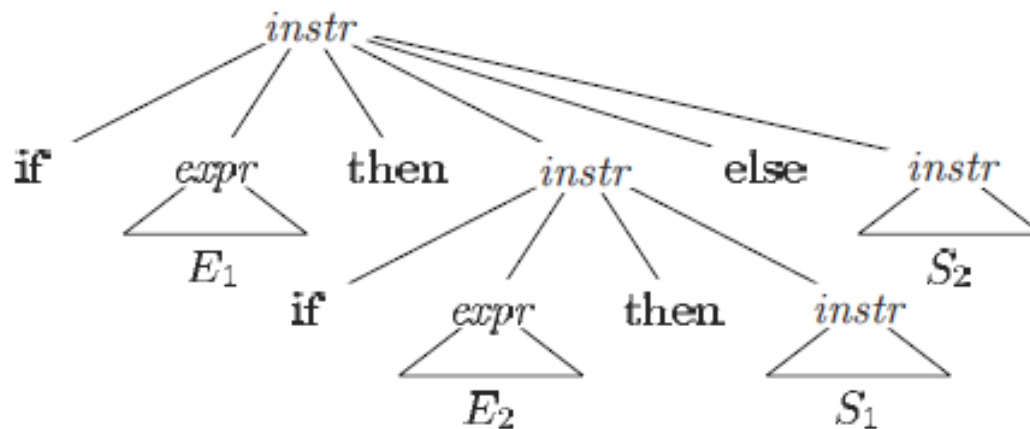 instr
if expr then instr else instr
E₁ S₂
if expr then instr
E₂ S₁